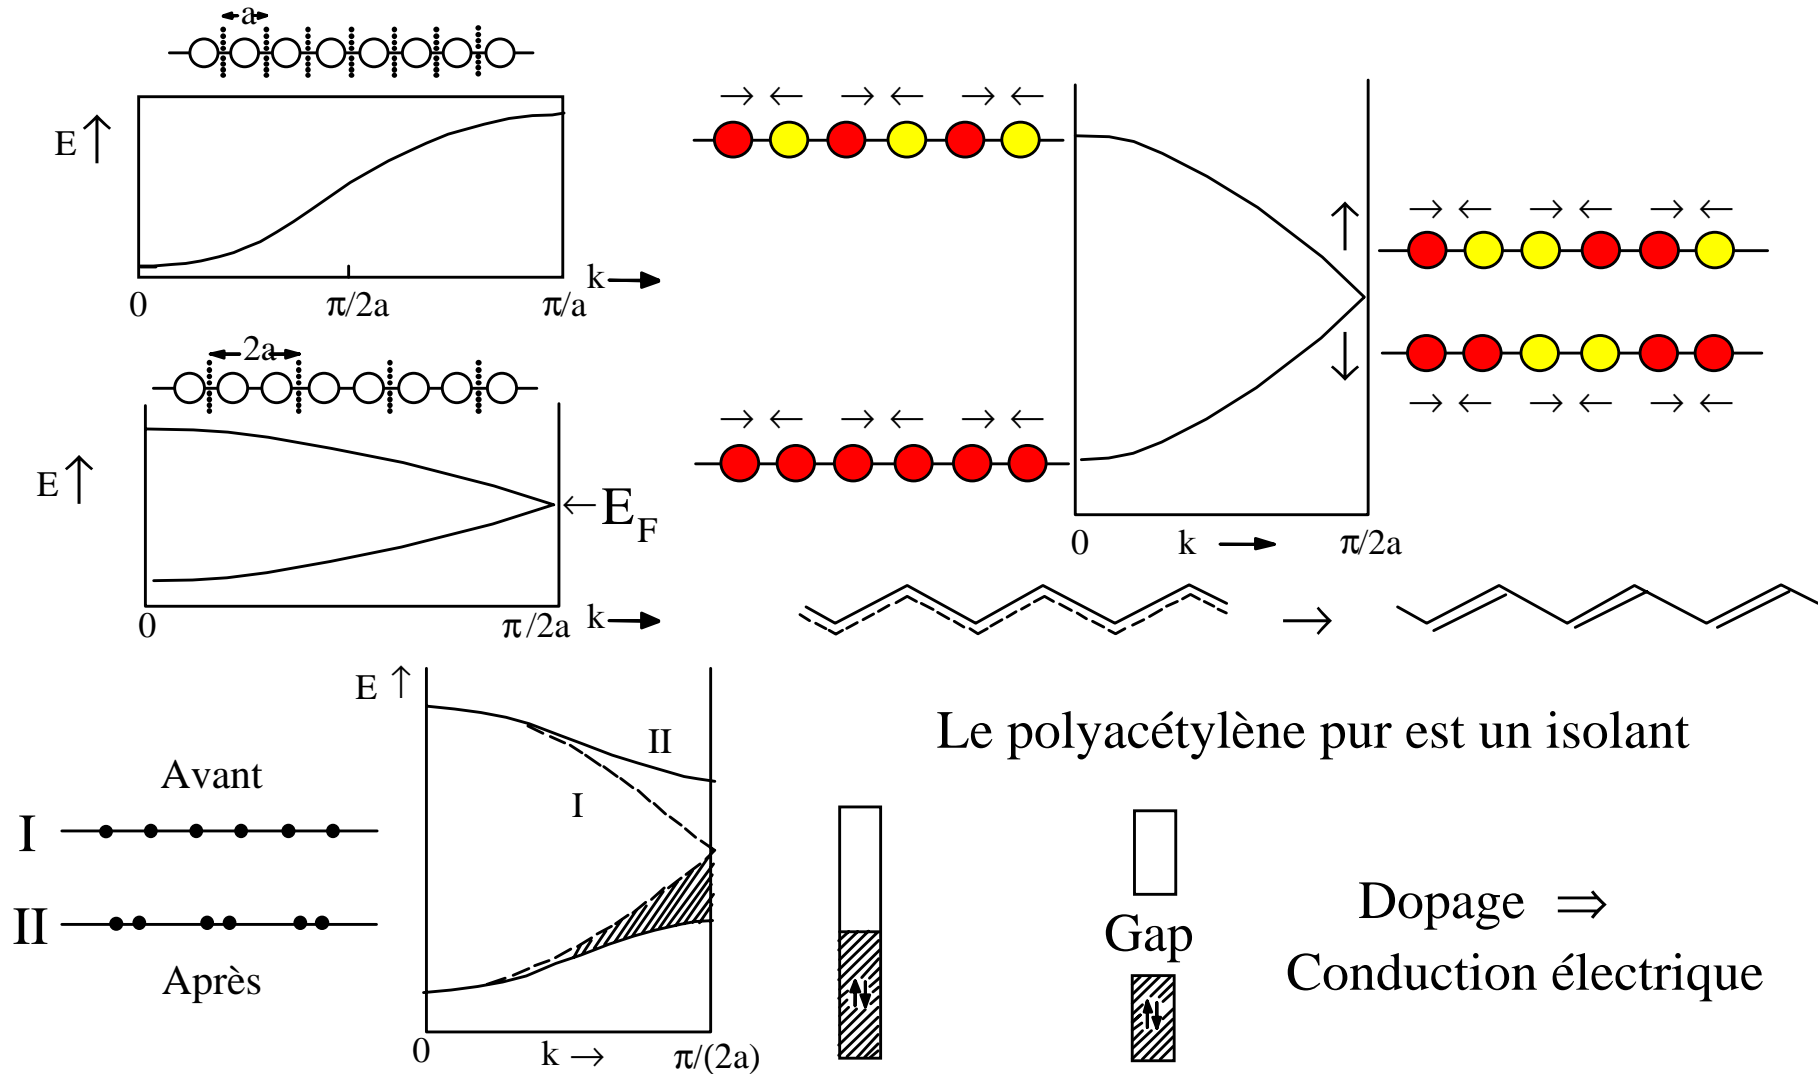 a
E ↑
k →
0 π/2a π/a
2a
E ↑
← E_F
0 π/2a k →
0 k → π/2a
→
Le polyacétylène pur est un isolant
E ↑
II
I
Avant
I
II
Après
0 k → π/(2a)
Gap
Dopage ⇒
Conduction électrique